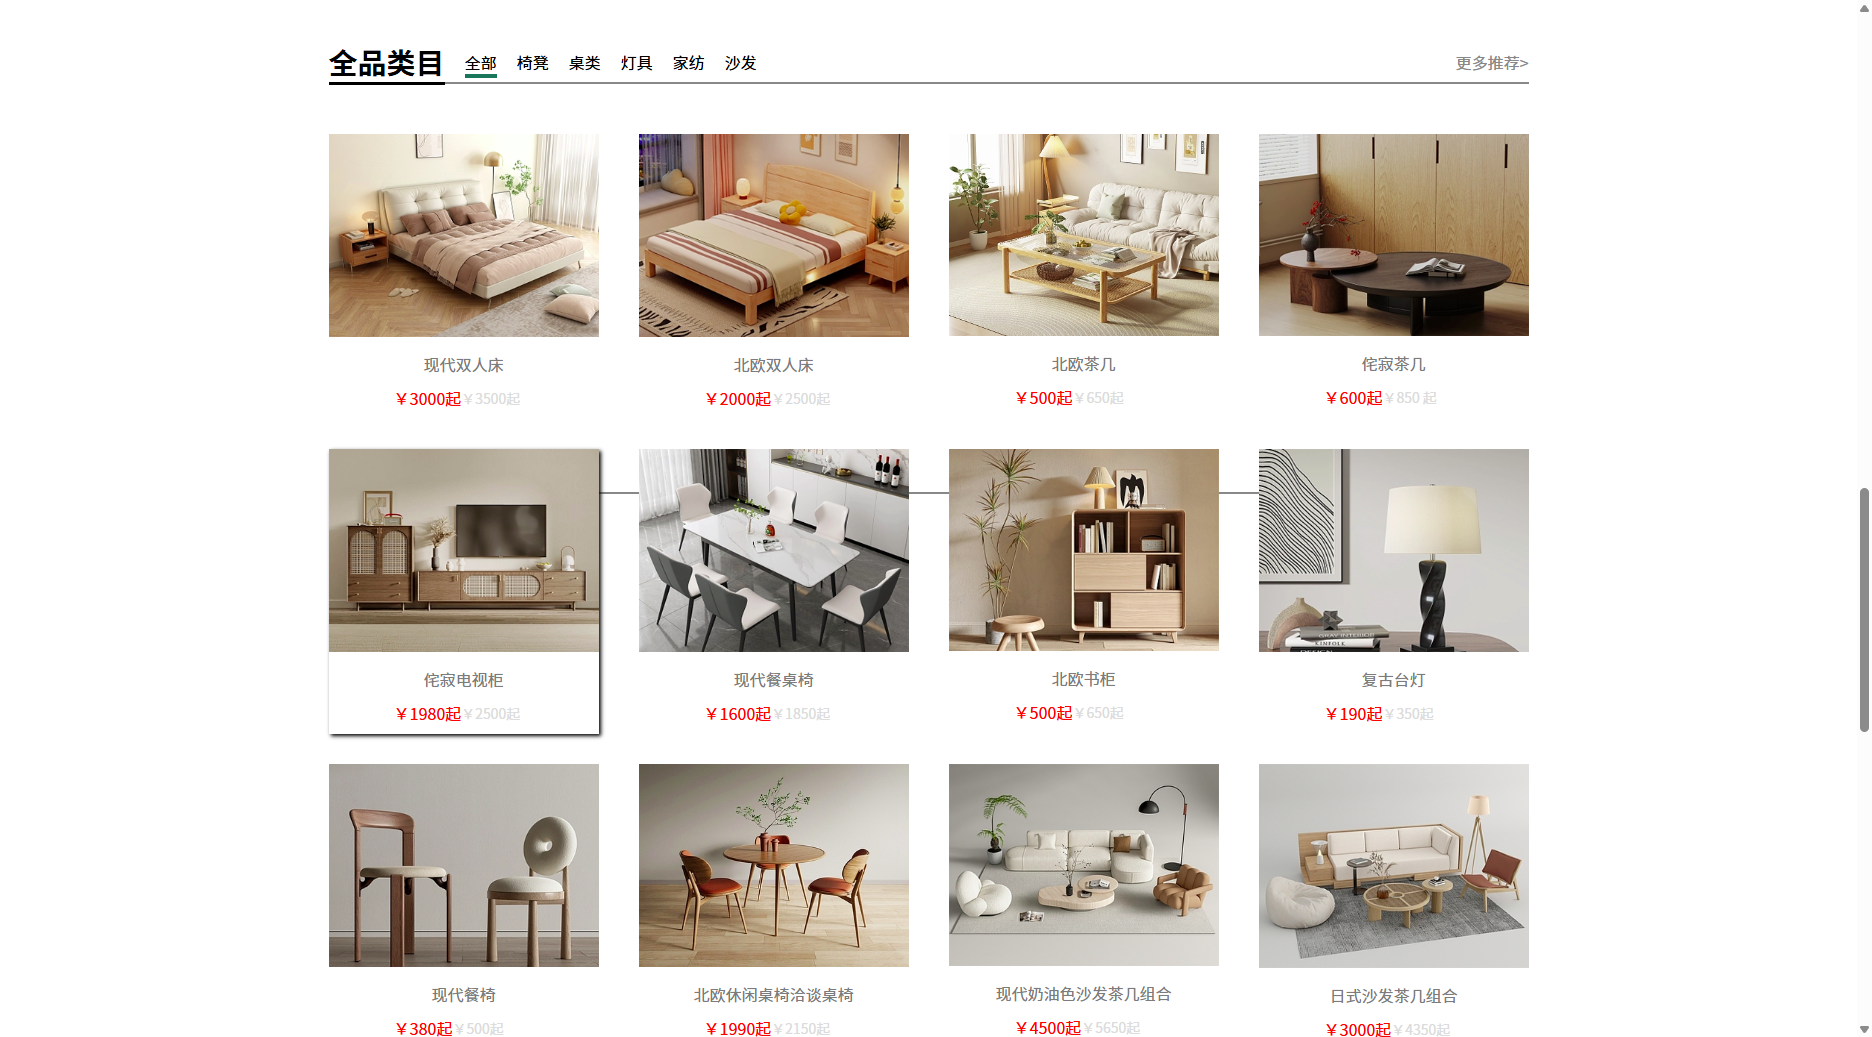 全品类目 全部 椅凳 桌类 灯具 家纺 沙发 更多推荐>
现代双人床 北欧双人床 北欧茶几 侘寂茶几
￥3000起￥3500起 ￥2000起￥2500起 ￥500起￥650起 ￥600起￥850 起
侘寂电视柜 现代餐桌椅 北欧书柜 复古台灯
￥1980起￥2500起 ￥1600起￥1850起 ￥500起￥650起 ￥190起￥350起
现代餐椅 北欧休闲桌椅洽谈桌椅 现代奶油色沙发茶几组合 日式沙发茶几组合
￥380起￥500起 ￥1990起￥2150起 ￥4500起￥5650起 ￥3000起￥4350起